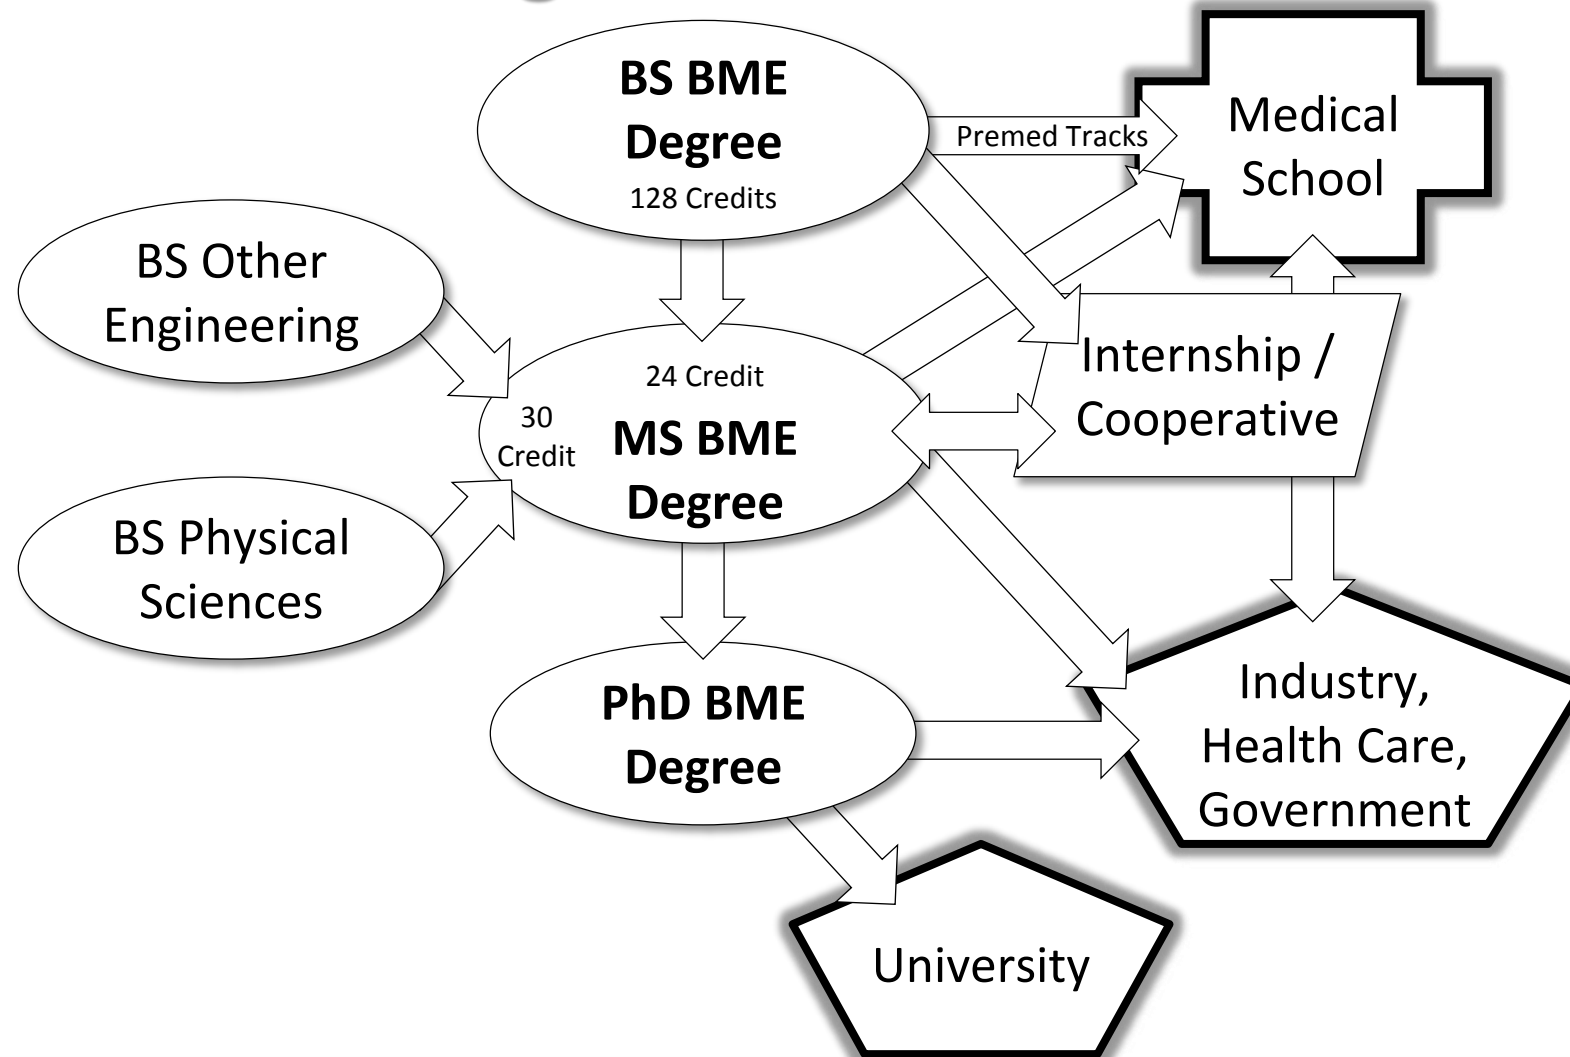 BS BME
Degree
128 Credits
Premed Tracks
Medical
School
BS Other
Engineering
24 Credit
30
Credit
MS BME
Degree
Internship /
Cooperative
BS Physical
Sciences
PhD BME
Degree
Industry,
Health Care,
Government
University